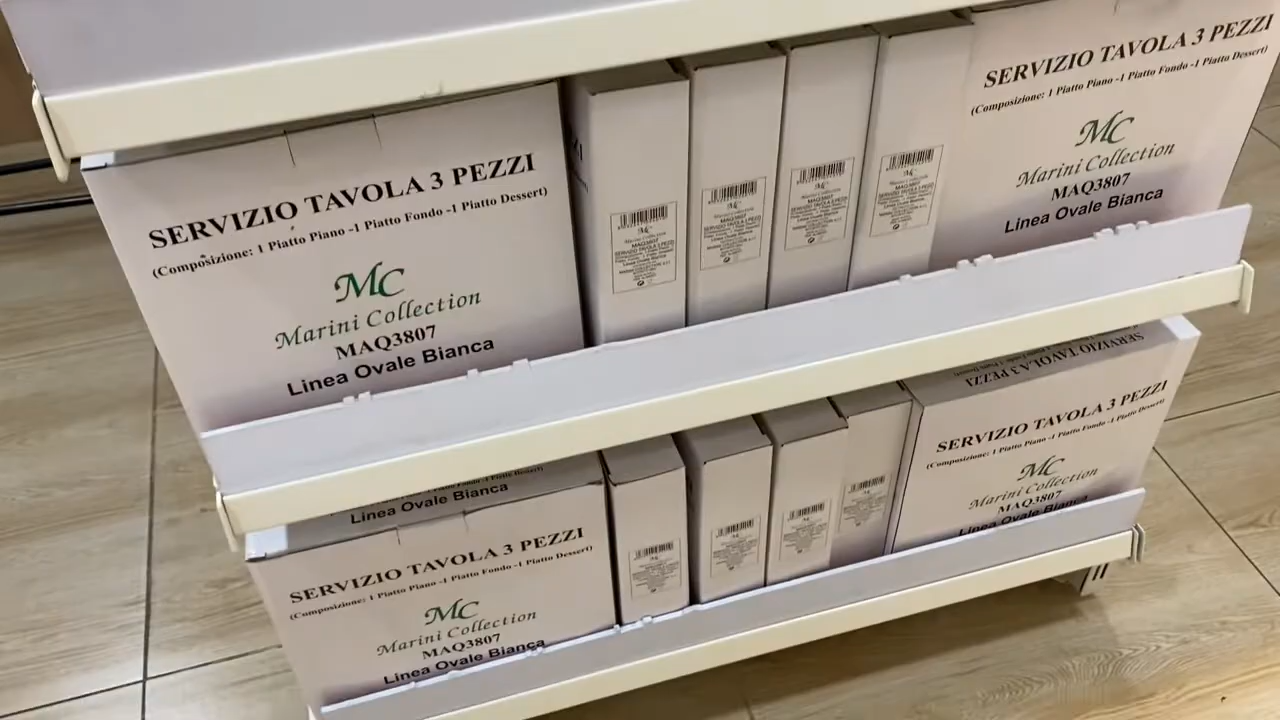 SERVIZIO TAVOLA 3 PEZZI
(Composizione: 1 Piatto Piano -1 Piatto Fondo -1 Piatto Dessert)
MC
Marini Collection
MAQ3807
Linea Ovale Bianca
SERVIZIO TAVOLA 3 PEZZI
(Composizione: 1 Piatto Piano -1 Piatto Fondo -1 Piatto Dessert)
MC
Marini Collection
MAQ3807
Linea Ovale Bianca
Linea Ovale Bianca
SERVIZIO TAVOLA 3 PEZZI
(Composizione: 1 Piatto Piano -1 Piatto Fondo -1 Piatto Dessert)
MC
Marini Collection
MAQ3807
Linea Ovale Bianca
SERVIZIO TAVOLA 3 PEZZI
SERVIZIO TAVOLA 3 PEZZI
(Composizione: 1 Piatto Piano -1 Piatto Fondo -1 Piatto Dessert)
MC
Marini Collection
MAQ3807
Linea Ovale Bianca